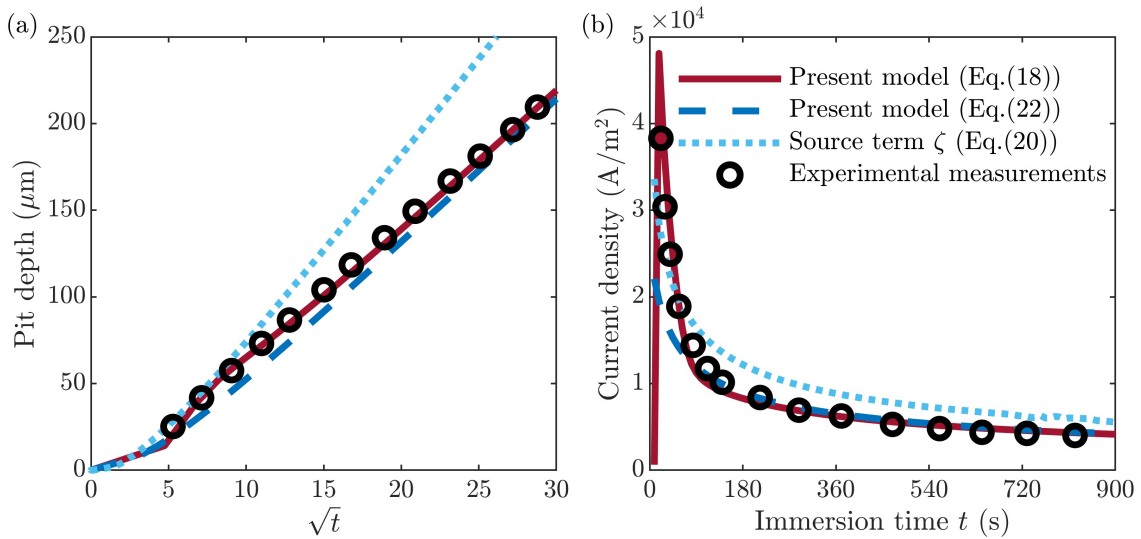 (a)
250
200
150
100
50
0
Pit depth (μm)
0 5 10 15 20 25 30
√t
(b)
×10⁴
5
4
3
2
1
0
Current density (A/m²)
Present model (Eq.(18))
Present model (Eq.(22))
Source term ζ (Eq.(20))
Experimental measurements
0 180 360 540 720 900
Immersion time t (s)